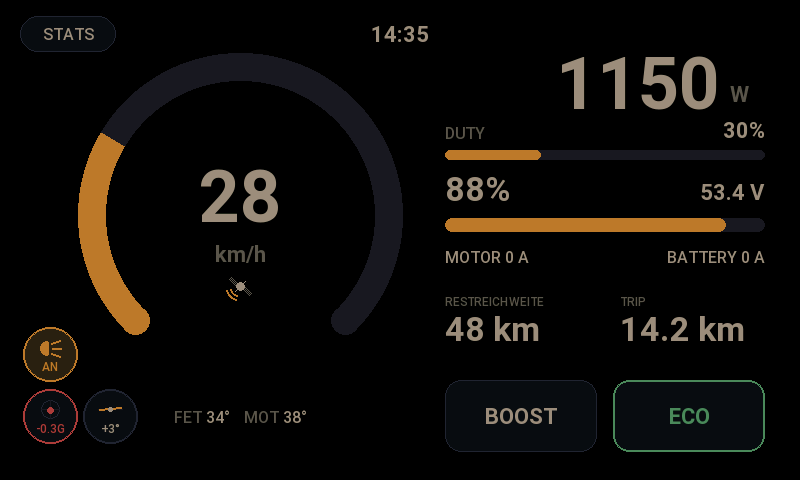 STATS
14:35
1150 W
DUTY 30%
28
km/h
88% 53.4 V
MOTOR 0 A BATTERY 0 A
RESTREICHWEITE TRIP
48 km 14.2 km
AN
-0.3G +3°
FET 34° MOT 38°
BOOST ECO